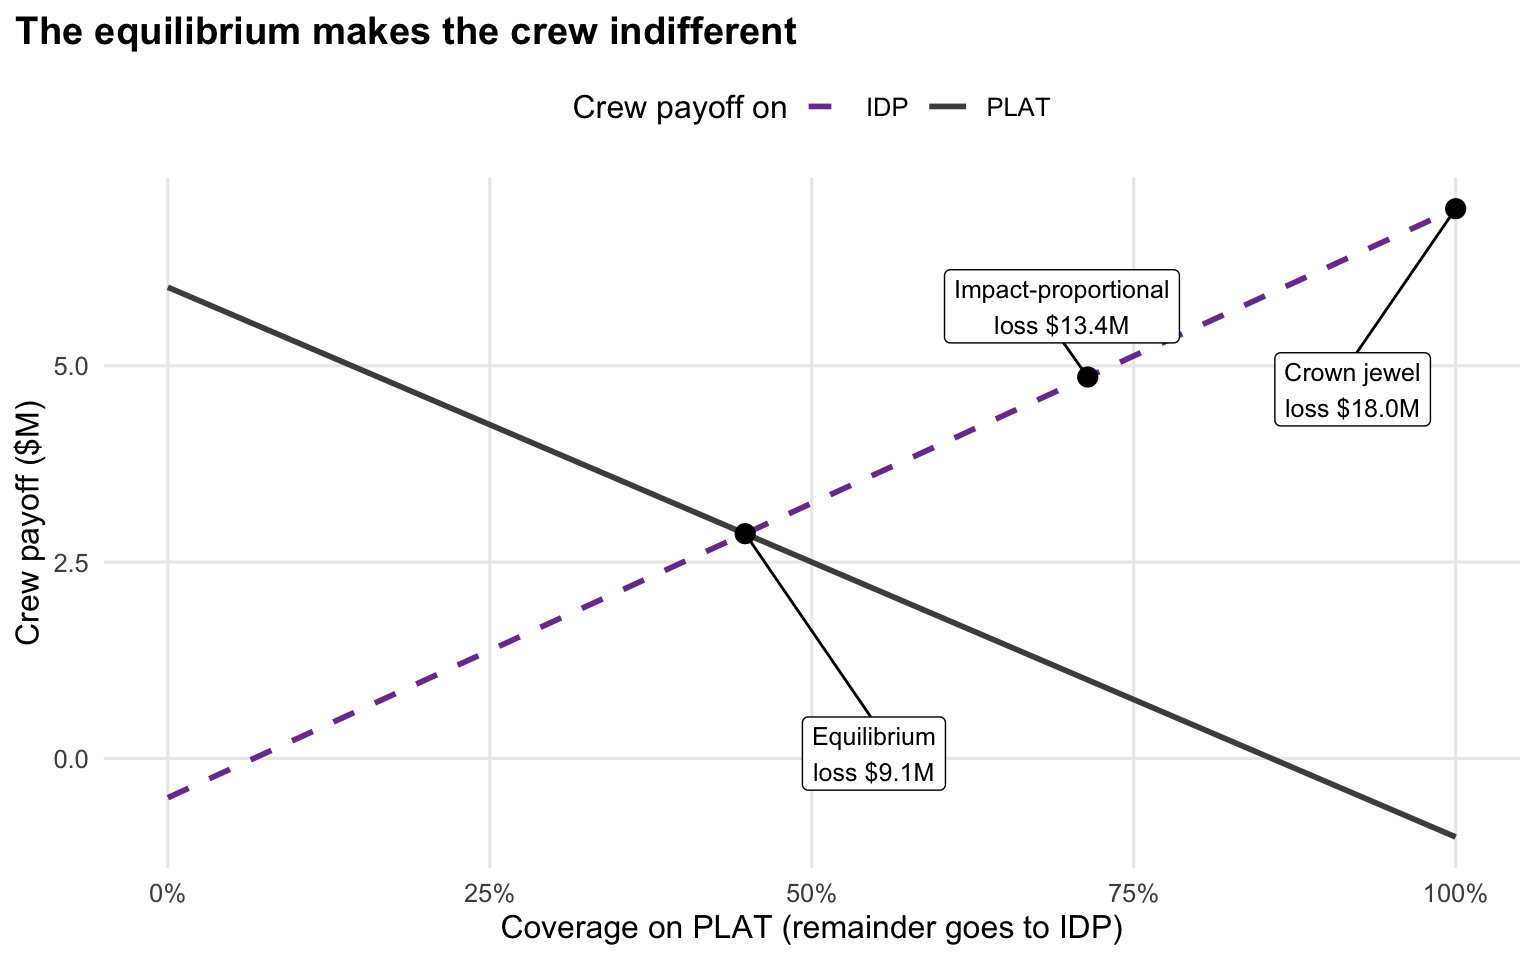 The equilibrium makes the crew indifferent
Crew payoff on IDP PLAT
Impact-proportional
loss $13.4M
Crown jewel
loss $18.0M
Equilibrium
loss $9.1M
5.0
2.5
0.0
Crew payoff ($M)
0% 25% 50% 75% 100%
Coverage on PLAT (remainder goes to IDP)